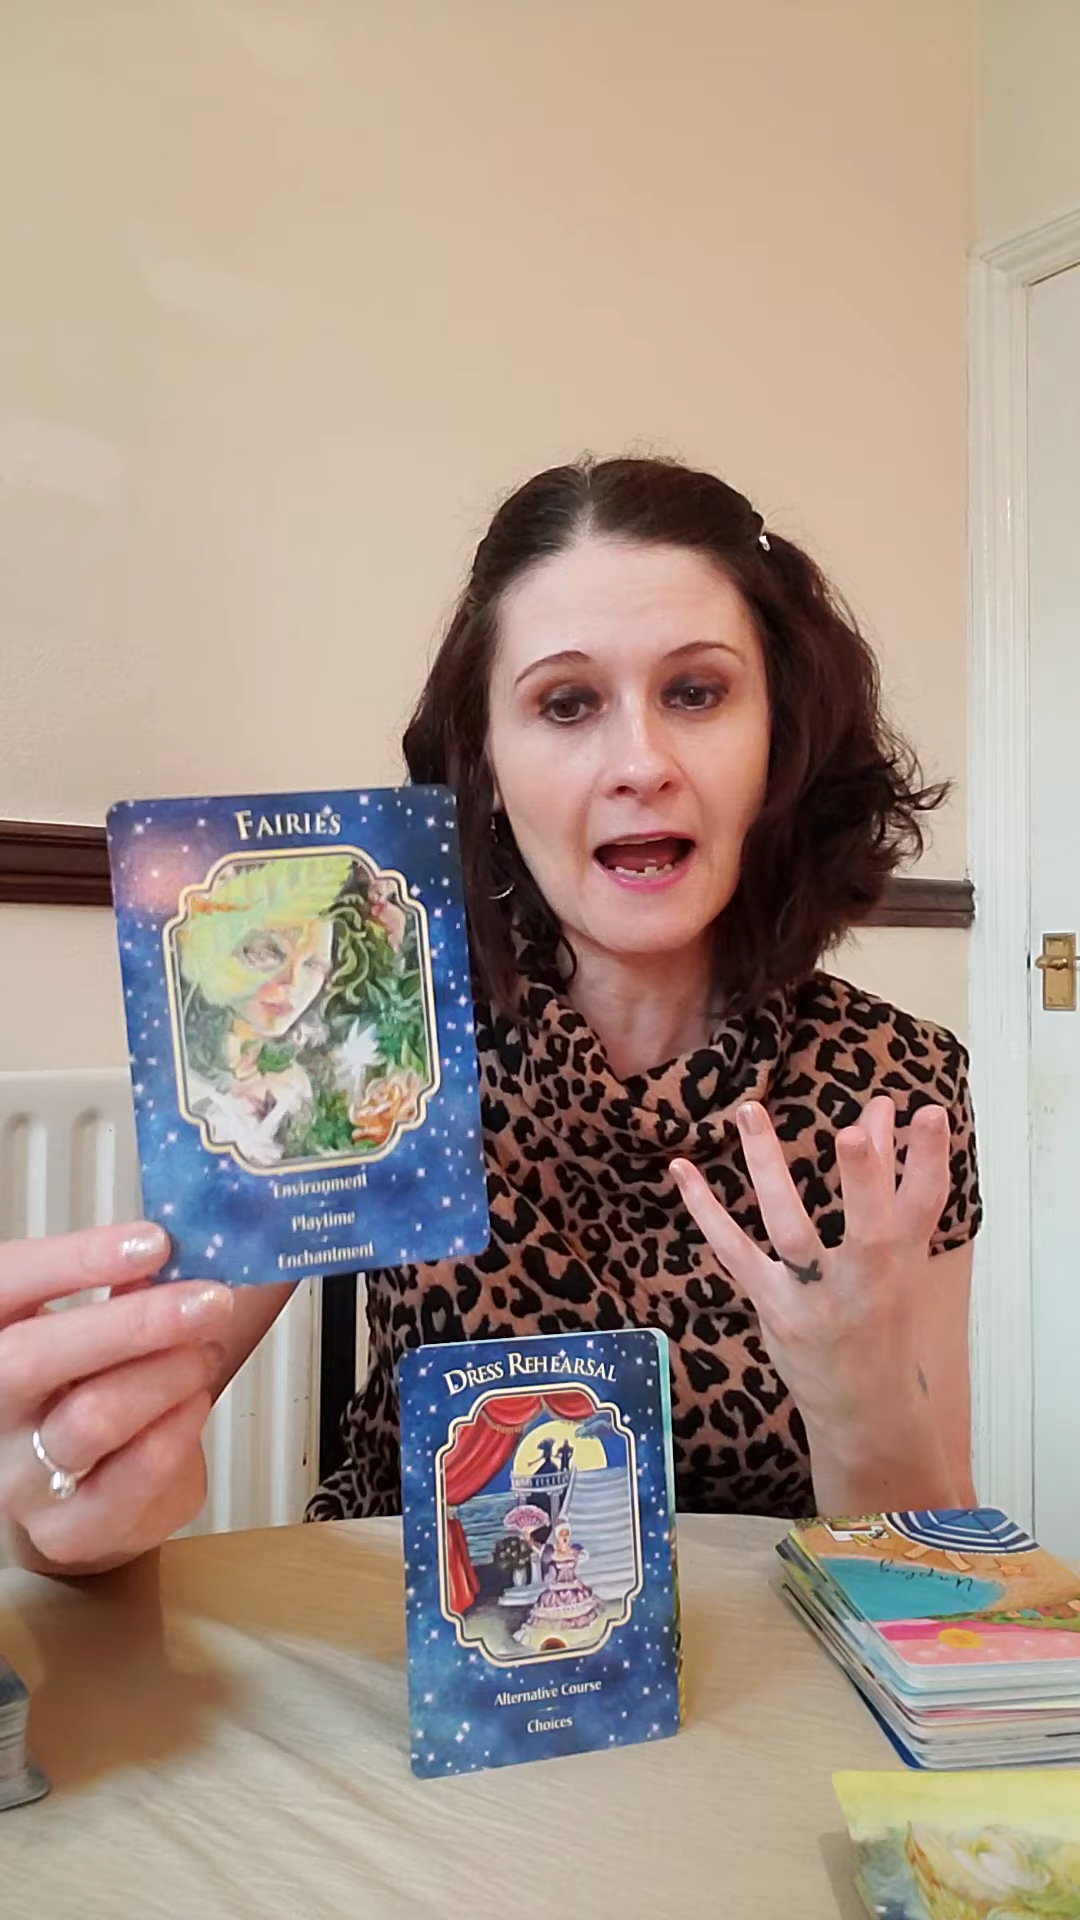 FAIRIES
Environment
Playtime
Enchantment
DRESS REHEARSAL
Alternative Course
Choices